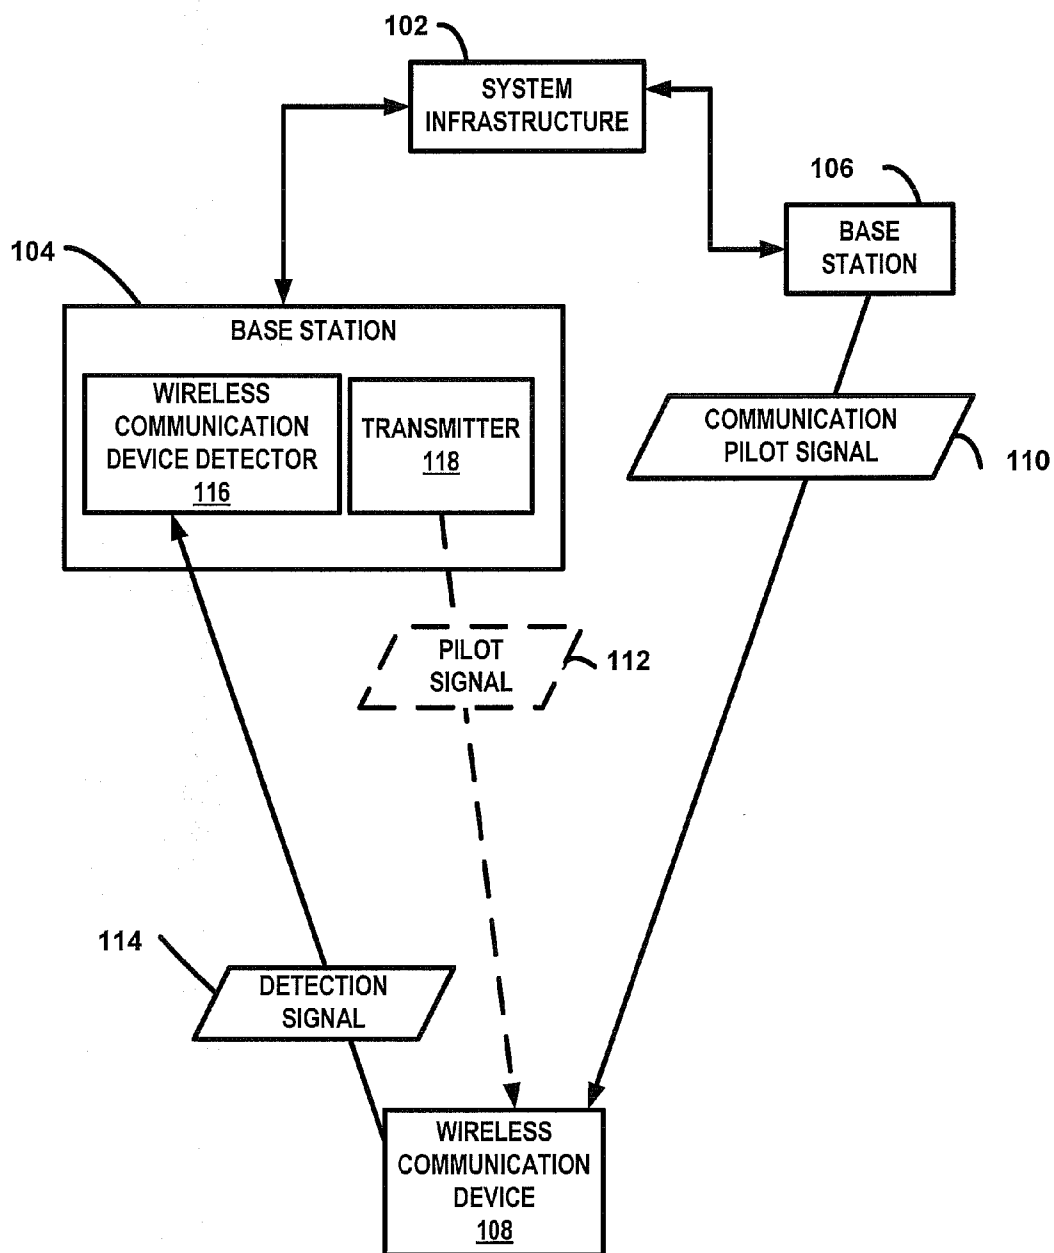 102
SYSTEM
INFRASTRUCTURE
106
BASE
STATION
104
BASE STATION
WIRELESS
COMMUNICATION
DEVICE DETECTOR
116
TRANSMITTER
118
COMMUNICATION
PILOT SIGNAL
110
PILOT
SIGNAL
112
114
DETECTION
SIGNAL
WIRELESS
COMMUNICATION
DEVICE
108